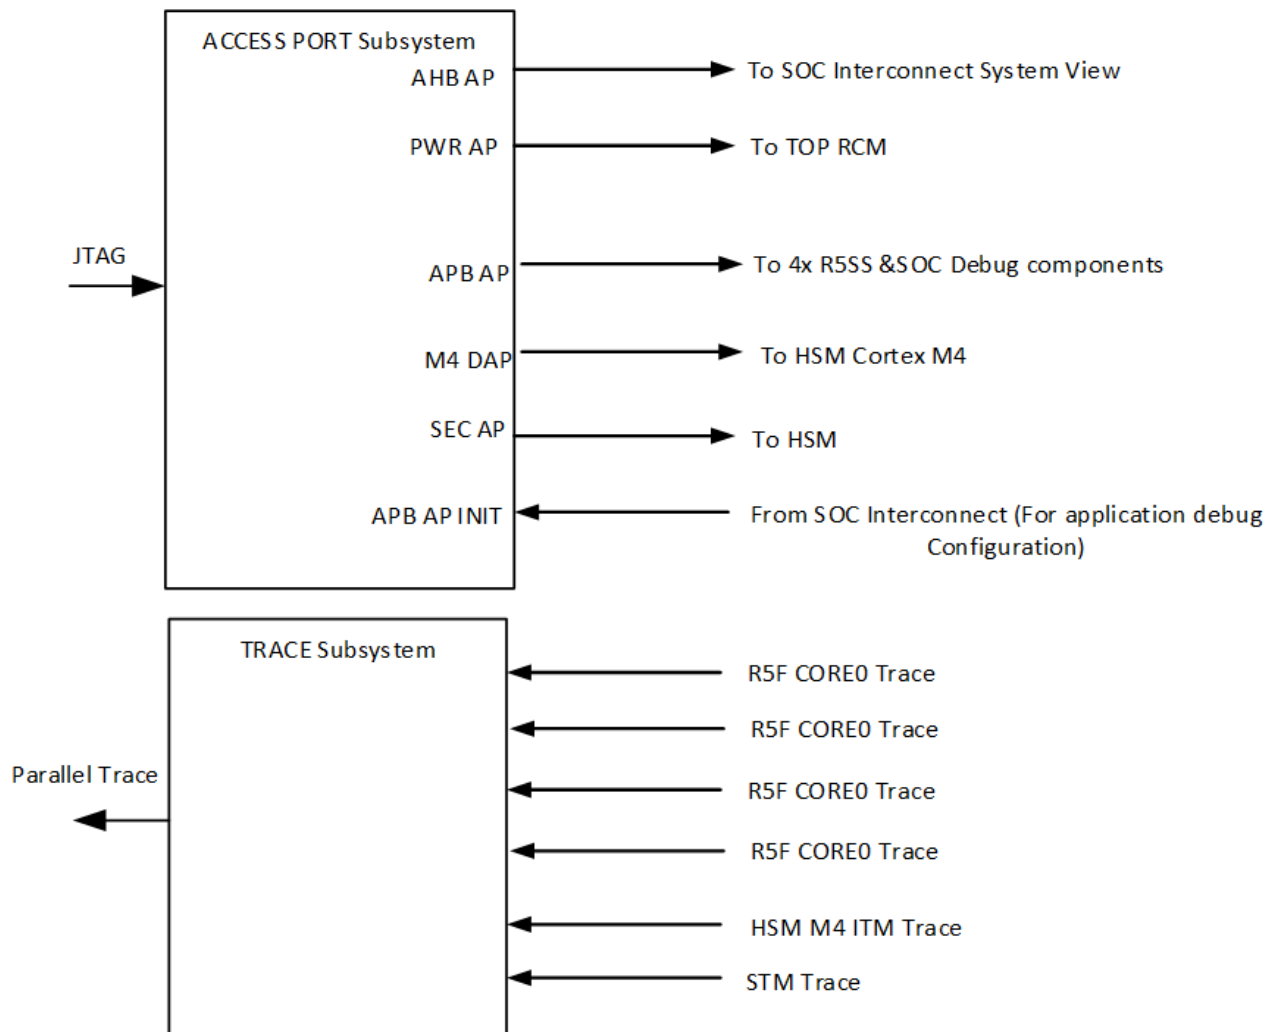 ACCESS PORT Subsystem
AHB AP
To SOC Interconnect System View
PWR AP
To TOP RCM
JTAG
APB AP
To 4x R5SS &SOC Debug components
M4 DAP
To HSM Cortex M4
SEC AP
To HSM
APB AP INIT
From SOC Interconnect (For application debug
Configuration)
TRACE Subsystem
R5F CORE0 Trace
R5F CORE0 Trace
Parallel Trace
R5F CORE0 Trace
R5F CORE0 Trace
HSM M4 ITM Trace
STM Trace